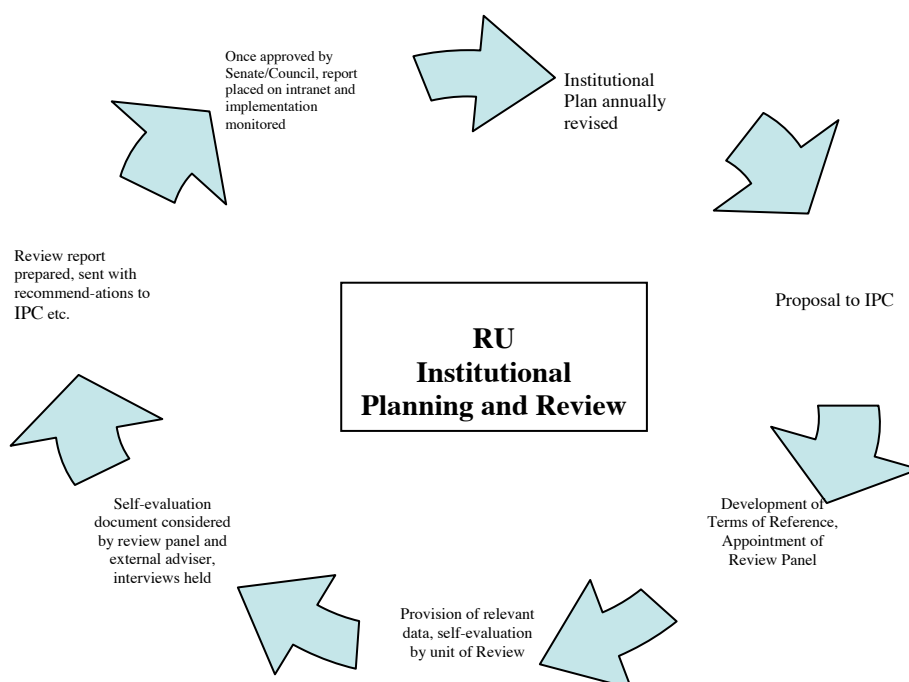 Once approved by
Senate/Council, report
placed on intranet and
implementation
monitored
Institutional
Plan annually
revised
Proposal to IPC
Development of
Terms of Reference,
Appointment of
Review Panel
Provision of relevant
data, self-evaluation
by unit of Review
Self-evaluation
document considered
by review panel and
external adviser,
interviews held
Review report
prepared, sent with
recommend-ations to
IPC etc.
RU
Institutional
Planning and Review